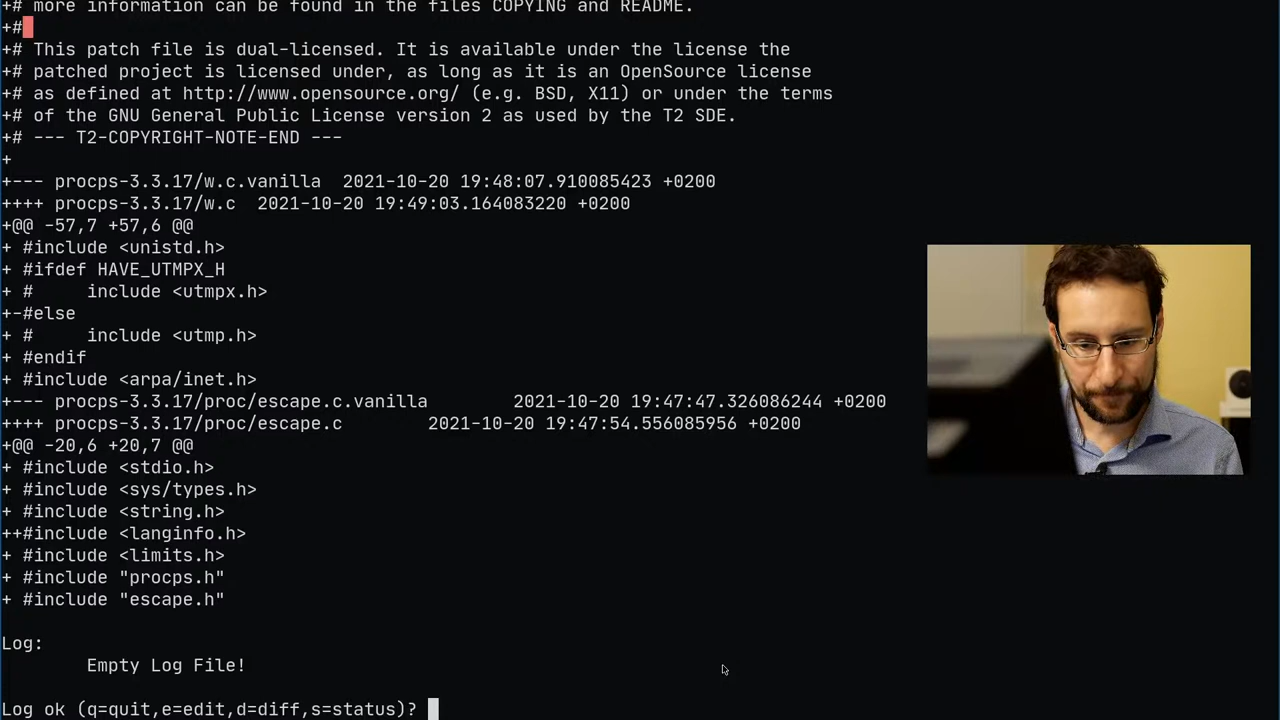 +# more information can be found in the files COPYING and README.
+#
+# This patch file is dual-licensed. It is available under the license the
+# patched project is licensed under, as long as it is an OpenSource license
+# as defined at http://www.opensource.org/ (e.g. BSD, X11) or under the terms
+# of the GNU General Public License version 2 as used by the T2 SDE.
+# --- T2-COPYRIGHT-NOTE-END ---
+
+--- procps-3.3.17/w.c.vanilla  2021-10-20 19:48:07.910085423 +0200
++++ procps-3.3.17/w.c  2021-10-20 19:49:03.164083220 +0200
+@@ -57,7 +57,6 @@
+ #include <unistd.h>
+ #ifdef HAVE_UTMPX_H
+ #     include <utmpx.h>
+-#else
+ #     include <utmp.h>
+ #endif
+ #include <arpa/inet.h>
+--- procps-3.3.17/proc/escape.c.vanilla        2021-10-20 19:47:47.326086244 +0200
++++ procps-3.3.17/proc/escape.c        2021-10-20 19:47:54.556085956 +0200
+@@ -20,6 +20,7 @@
+ #include <stdio.h>
+ #include <sys/types.h>
+ #include <string.h>
++#include <langinfo.h>
+ #include <limits.h>
+ #include "procps.h"
+ #include "escape.h"
Log:
        Empty Log File!
Log ok (q=quit,e=edit,d=diff,s=status)?